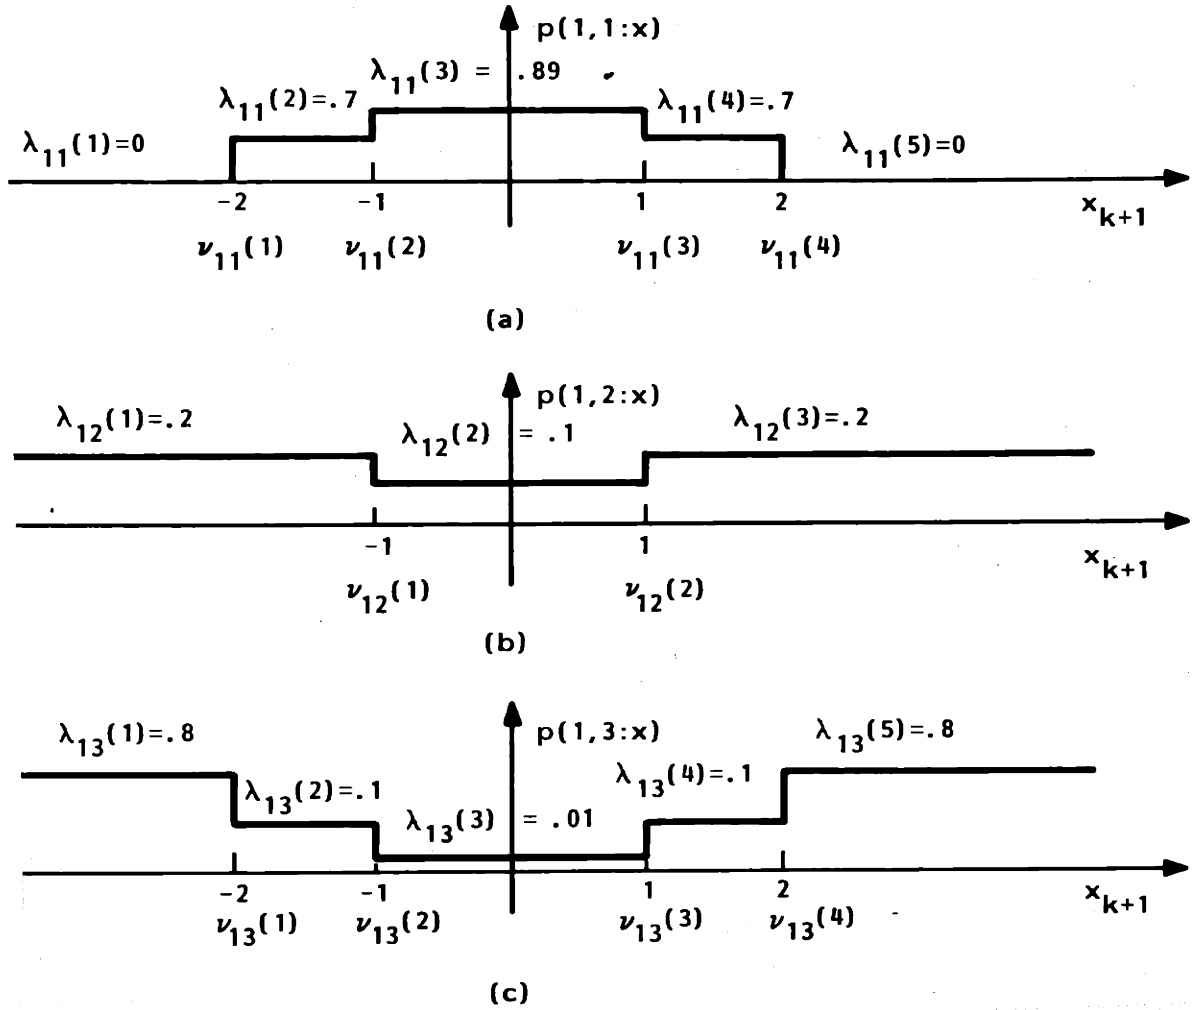 p(1,1:x)
λ11(3) = .89
λ11(2)=.7 λ11(4)=.7
λ11(1)=0 λ11(5)=0
-2 -1 1 2 xk+1
ν11(1) ν11(2) ν11(3) ν11(4)
(a)
p(1,2:x)
λ12(1)=.2 λ12(2) = .1 λ12(3)=.2
-1 1 xk+1
ν12(1) ν12(2)
(b)
p(1,3:x)
λ13(1)=.8 λ13(5)=.8
λ13(2)=.1 λ13(4)=.1
λ13(3) = .01
-2 -1 1 2 xk+1
ν13(1) ν13(2) ν13(3) ν13(4)
(c)